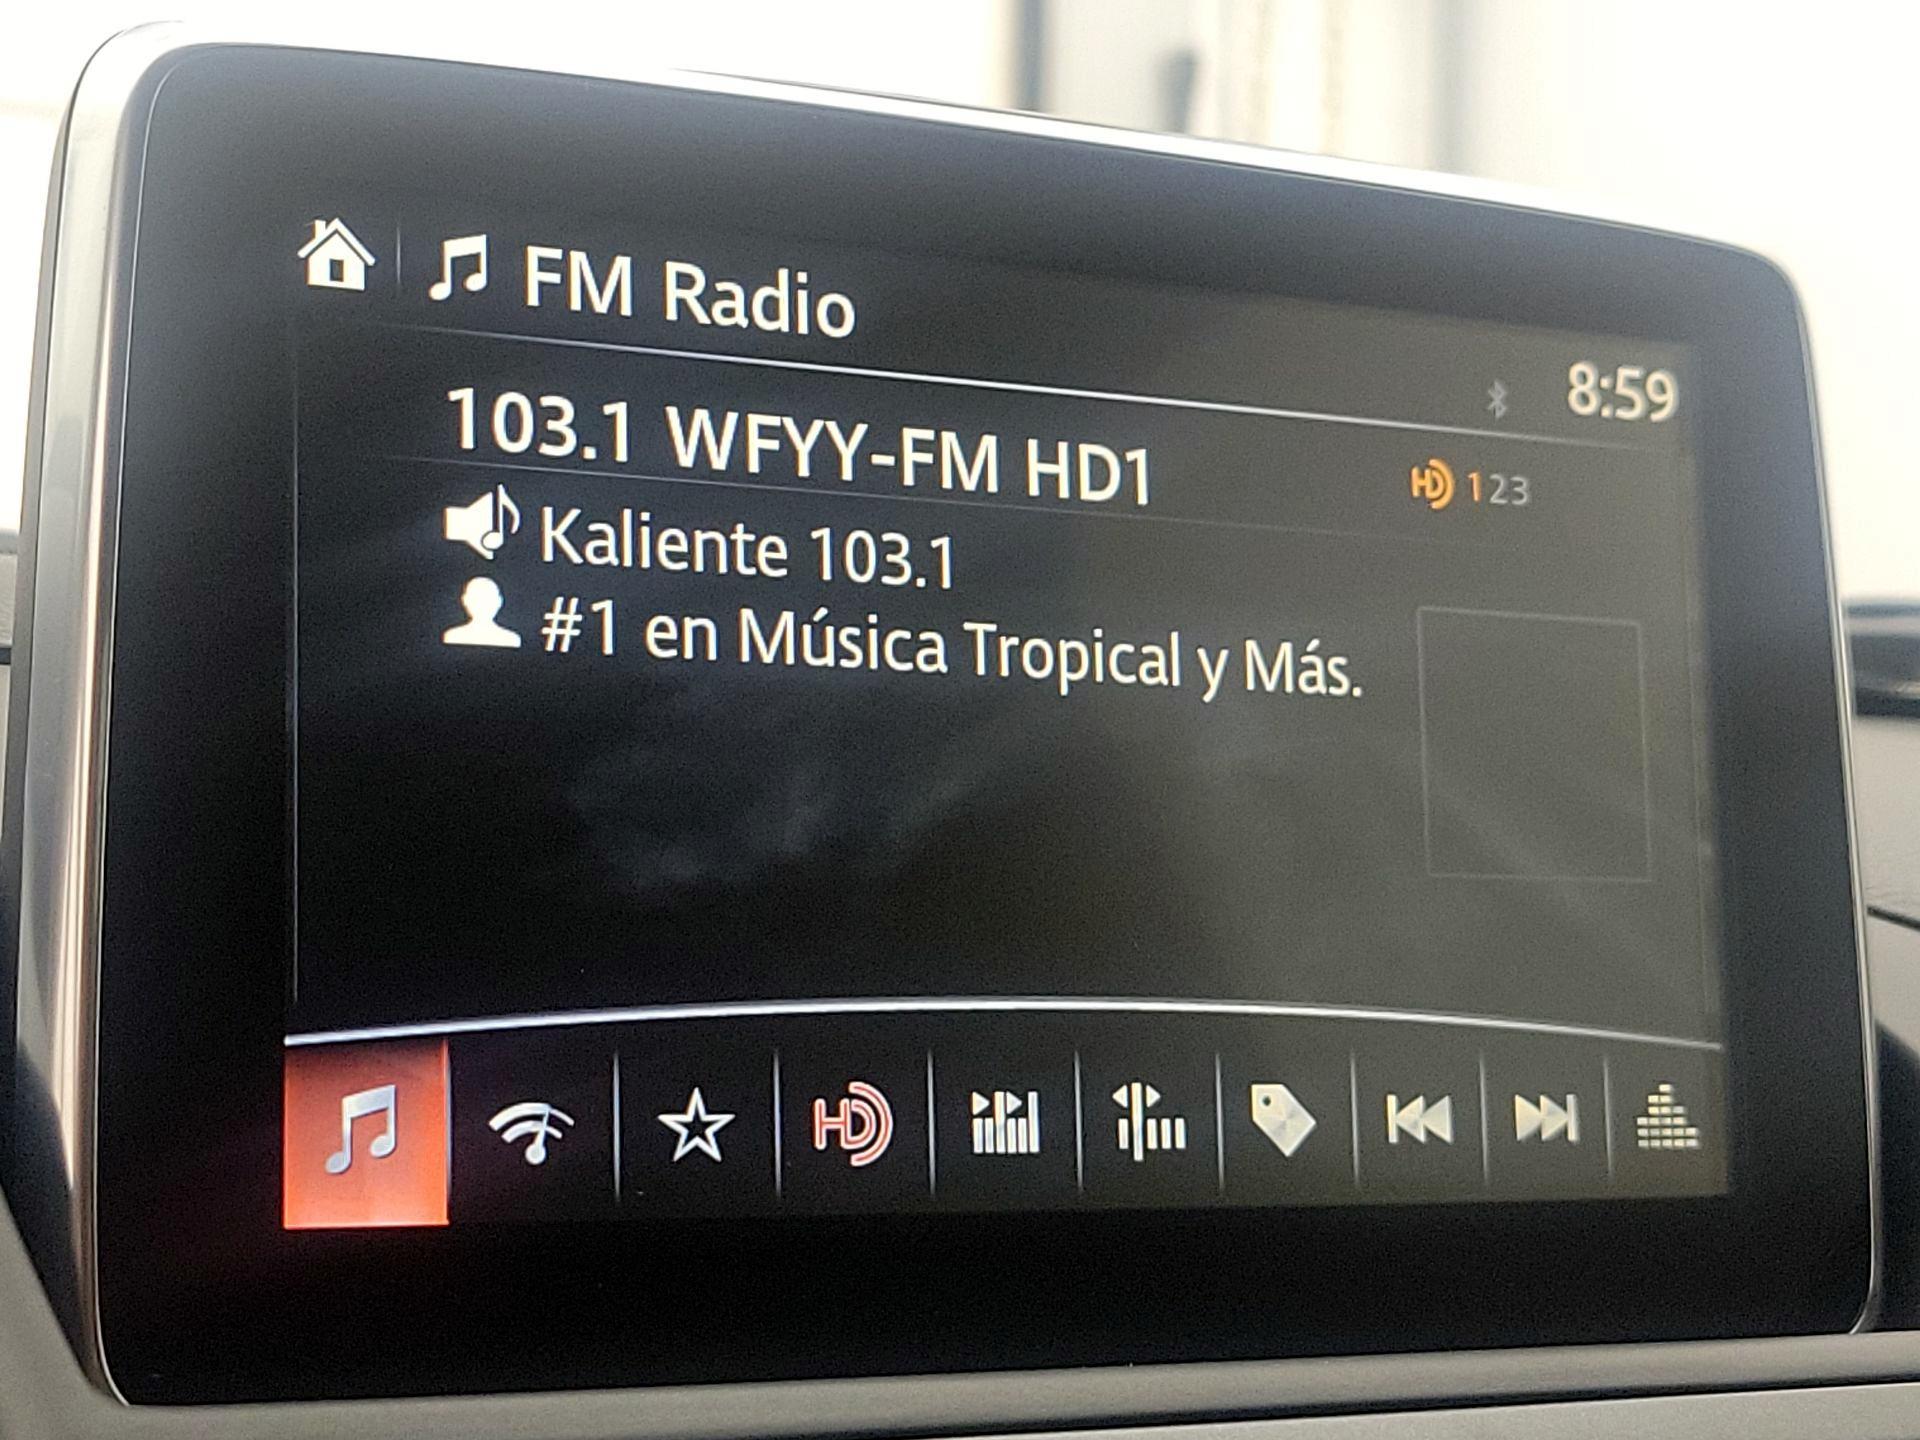 FM Radio
8:59
103.1 WFYY-FM HD1
HD 123
Kaliente 103.1
#1 en Música Tropical y Más.
HD